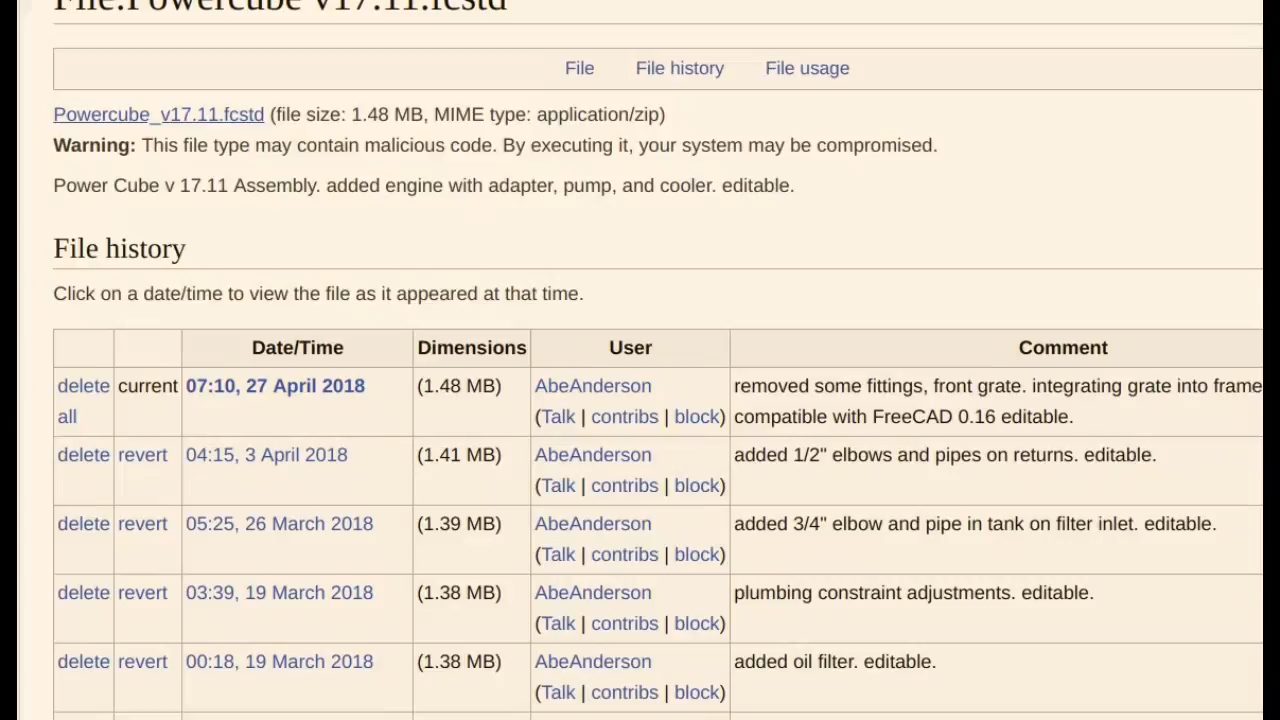 File:Powercube v17.11.fcstd
File File history File usage
Powercube_v17.11.fcstd (file size: 1.48 MB, MIME type: application/zip)
Warning: This file type may contain malicious code. By executing it, your system may be compromised.
Power Cube v 17.11 Assembly. added engine with adapter, pump, and cooler. editable.
File history
Click on a date/time to view the file as it appeared at that time.
Date/Time Dimensions User Comment
delete current 07:10, 27 April 2018 (1.48 MB) AbeAnderson removed some fittings, front grate. integrating grate into frame
all (Talk | contribs | block) compatible with FreeCAD 0.16 editable.
delete revert 04:15, 3 April 2018 (1.41 MB) AbeAnderson added 1/2" elbows and pipes on returns. editable.
(Talk | contribs | block)
delete revert 05:25, 26 March 2018 (1.39 MB) AbeAnderson added 3/4" elbow and pipe in tank on filter inlet. editable.
(Talk | contribs | block)
delete revert 03:39, 19 March 2018 (1.38 MB) AbeAnderson plumbing constraint adjustments. editable.
(Talk | contribs | block)
delete revert 00:18, 19 March 2018 (1.38 MB) AbeAnderson added oil filter. editable.
(Talk | contribs | block)